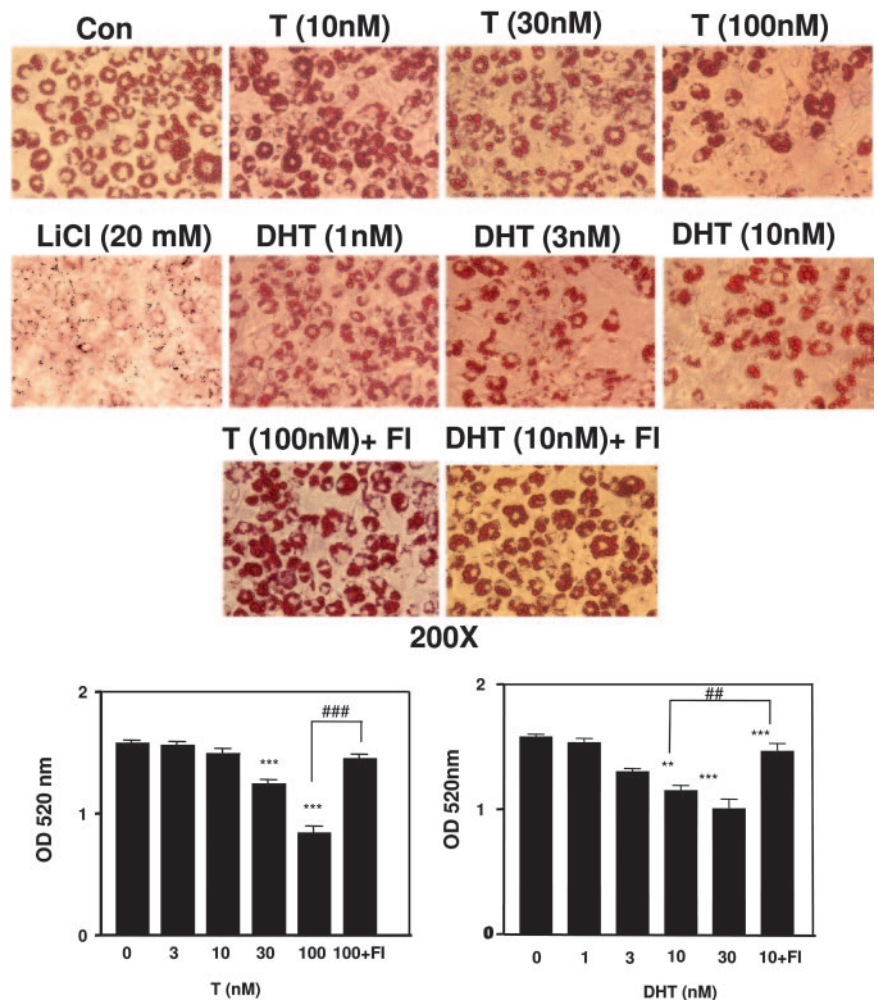 Con T (10nM) T (30nM) T (100nM)
LiCl (20 mM) DHT (1nM) DHT (3nM) DHT (10nM)
T (100nM)+ Fl DHT (10nM)+ Fl
200X
2
###
***
***
1
OD 520 nm
0
0 3 10 30 100 100+Fl
T (nM)
2
##
***
** ***
1
OD 520nm
0
0 1 3 10 30 10+Fl
DHT (nM)